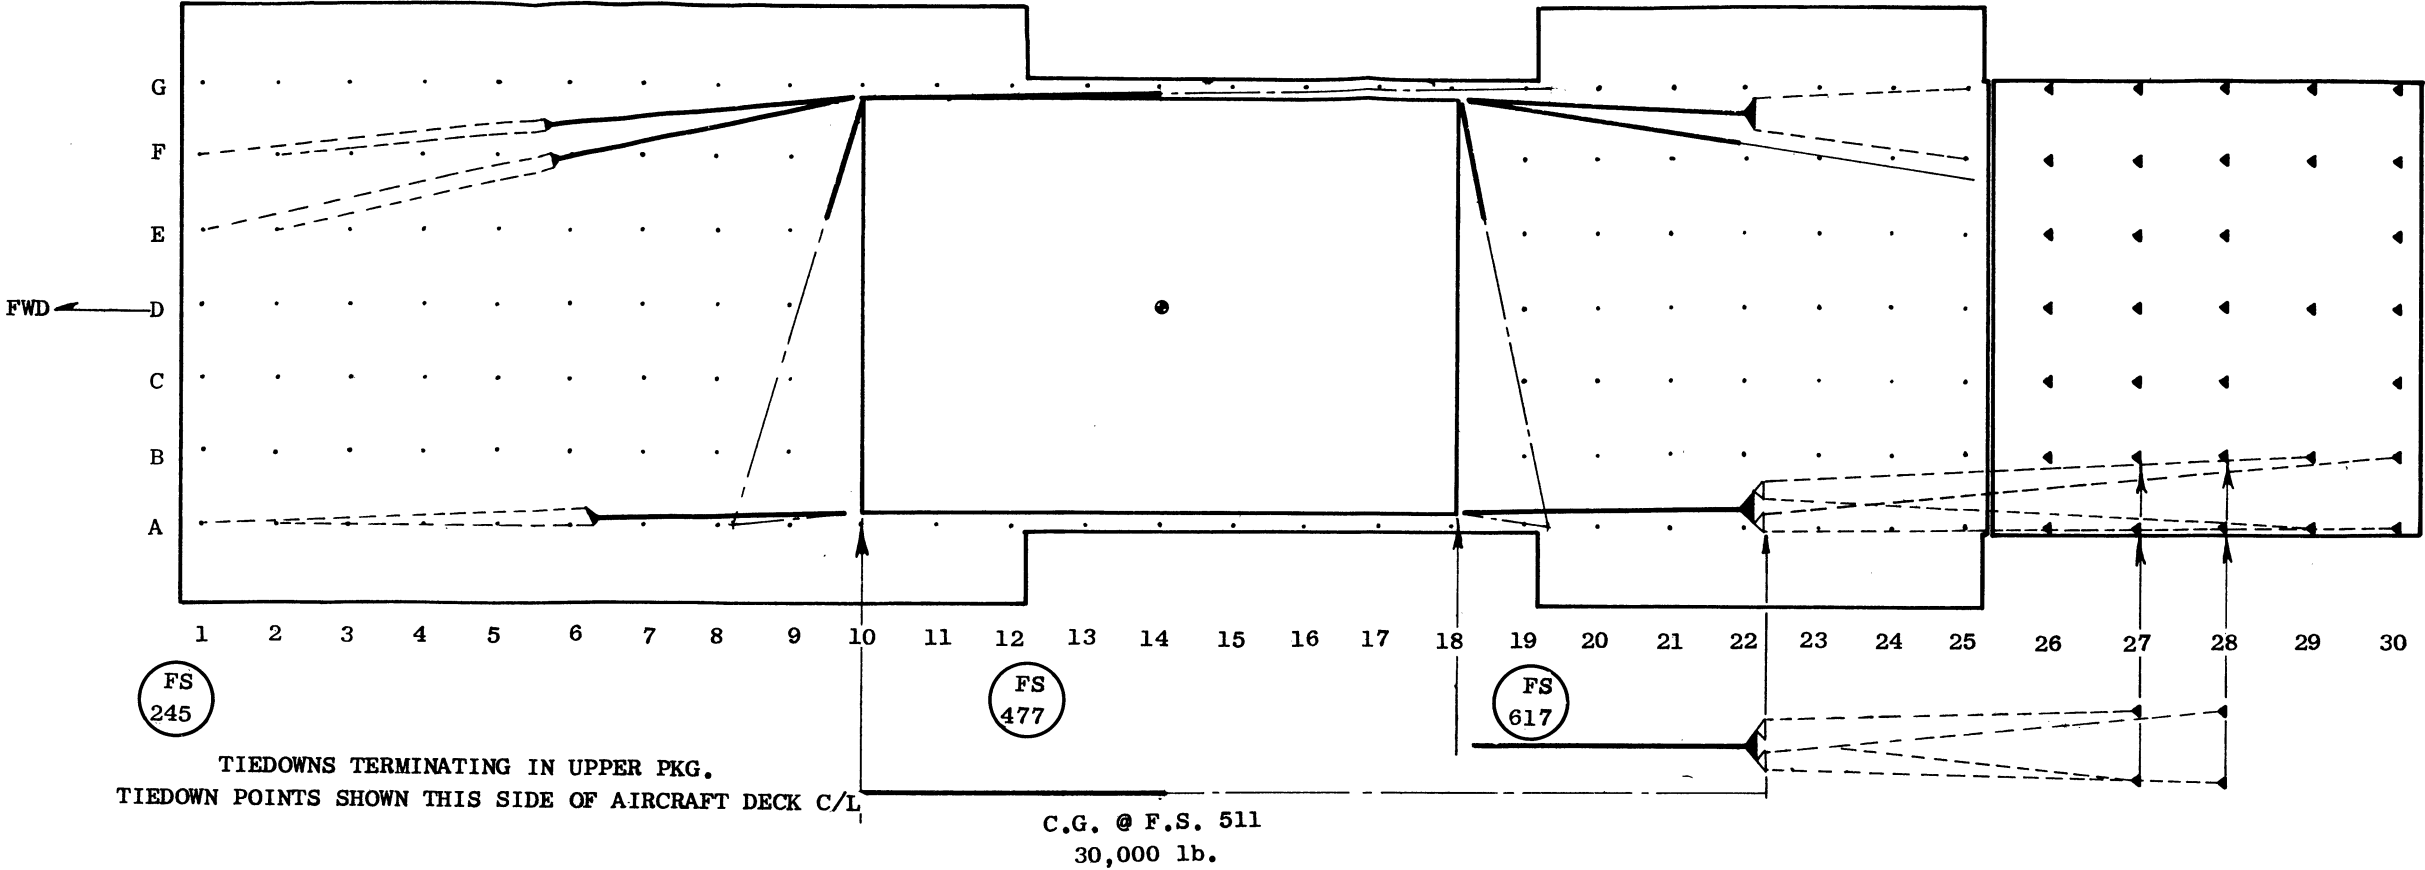 G
F
E
FWD D
C
B
A
1 2 3 4 5 6 7 8 9 10 11 12 13 14 15 16 17 18 19 20 21 22 23 24 25 26 27 28 29 30
FS
245
FS
477
FS
617
TIEDOWNS TERMINATING IN UPPER PKG.
TIEDOWN POINTS SHOWN THIS SIDE OF AIRCRAFT DECK C/L
C.G. @ F.S. 511
30,000 lb.